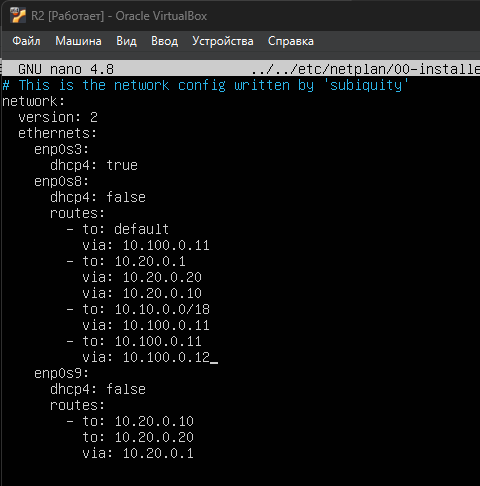 R2 [Работает] - Oracle VirtualBox
Файл Машина Вид Ввод Устройства Справка
GNU nano 4.8 ../../etc/netplan/00-installe
# This is the network config written by 'subiquity'
network:
  version: 2
  ethernets:
    enp0s3:
      dhcp4: true
    enp0s8:
      dhcp4: false
      routes:
        - to: default
          via: 10.100.0.11
        - to: 10.20.0.1
          via: 10.20.0.20
          via: 10.20.0.10
        - to: 10.10.0.0/18
          via: 10.100.0.11
        - to: 10.100.0.11
          via: 10.100.0.12_
    enp0s9:
      dhcp4: false
      routes:
        - to: 10.20.0.10
          to: 10.20.0.20
          via: 10.20.0.1